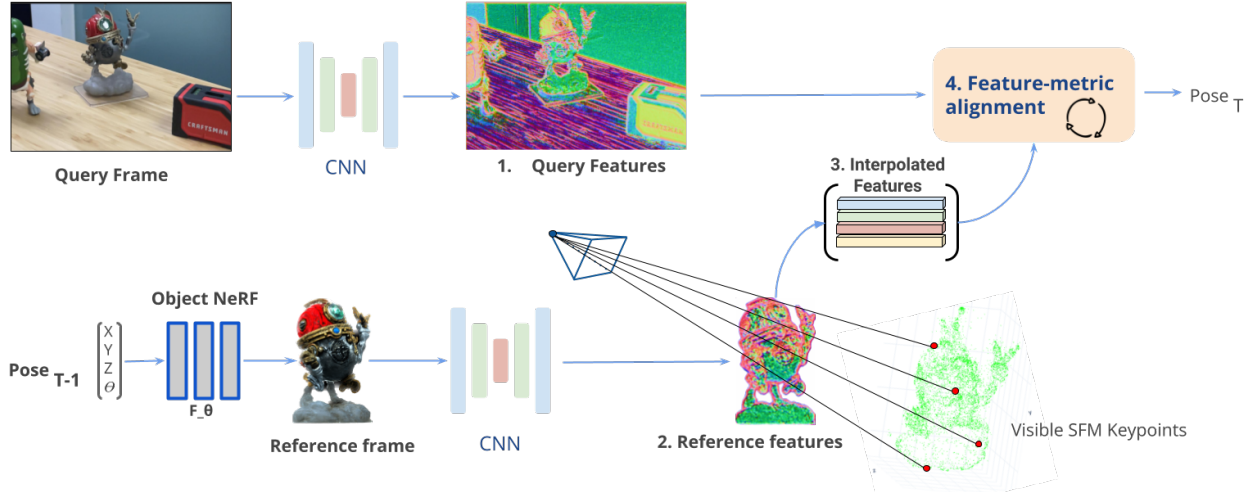 CRAFTSMAN
Query Frame
CNN
CRAFTSMAN
1. Query Features
4. Feature-metric
alignment
Pose T
3. Interpolated
Features
Object NeRF
Pose T-1
X
Y
Z
Θ
F_θ
Reference frame
CNN
2. Reference features
Visible SFM Keypoints
Y
X